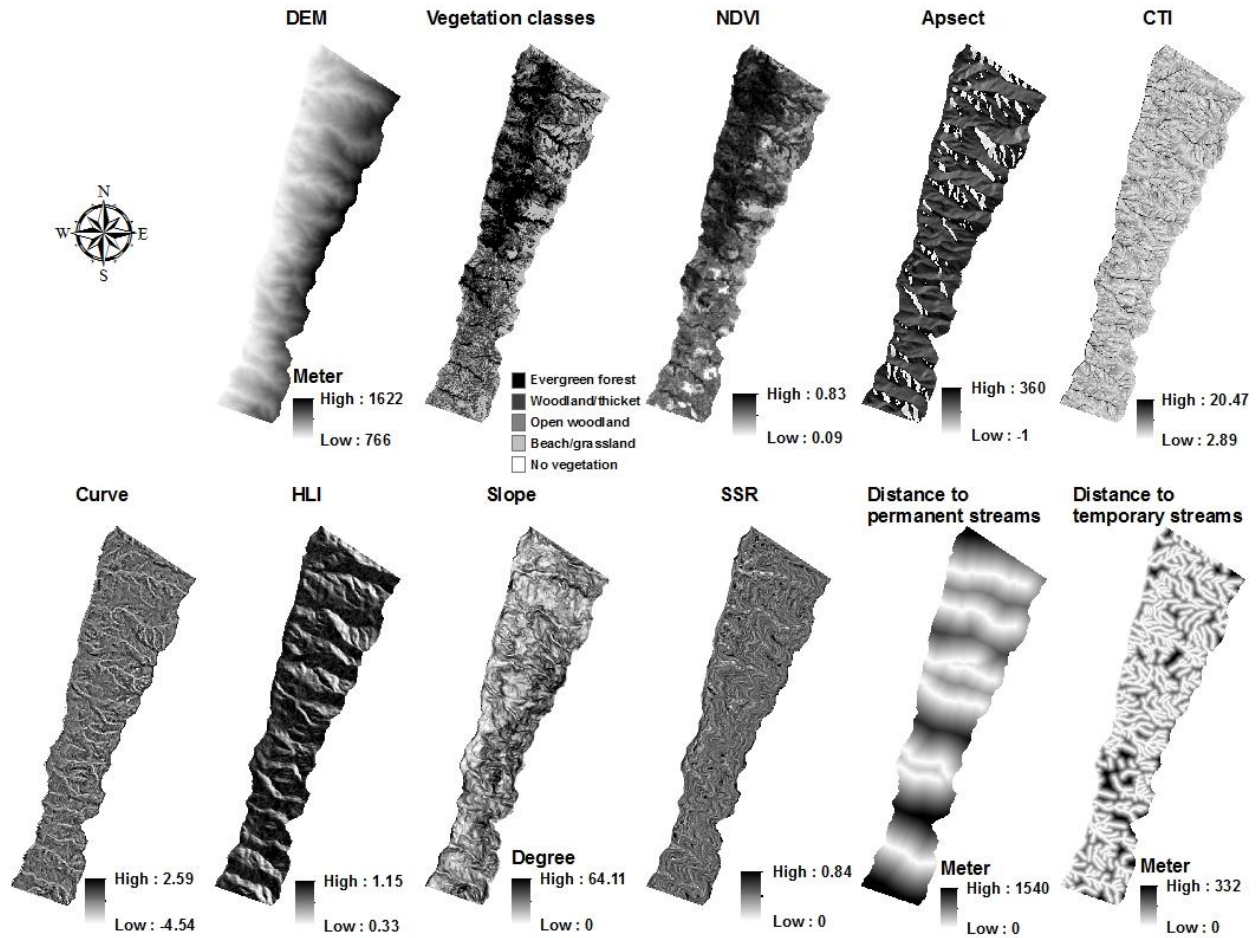 DEM
Vegetation classes
NDVI
Apsect
CTI
N
W
E
S
Meter
High : 1622
Low : 766
Evergreen forest
Woodland/thicket
Open woodland
Beach/grassland
No vegetation
High : 0.83
Low : 0.09
High : 360
Low : -1
High : 20.47
Low : 2.89
Curve
HLI
Slope
SSR
Distance to
permanent streams
Distance to
temporary streams
High : 2.59
Low : -4.54
High : 1.15
Low : 0.33
Degree
High : 64.11
Low : 0
High : 0.84
Low : 0
Meter
High : 1540
Low : 0
Meter
High : 332
Low : 0